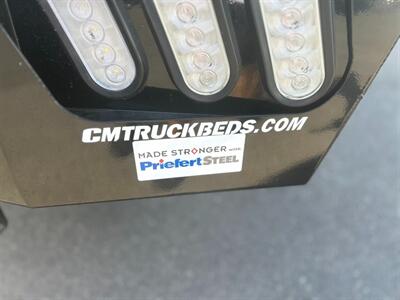 CMTRUCKBEDS.COM
MADE STRONGER WITH
Priefert STEEL